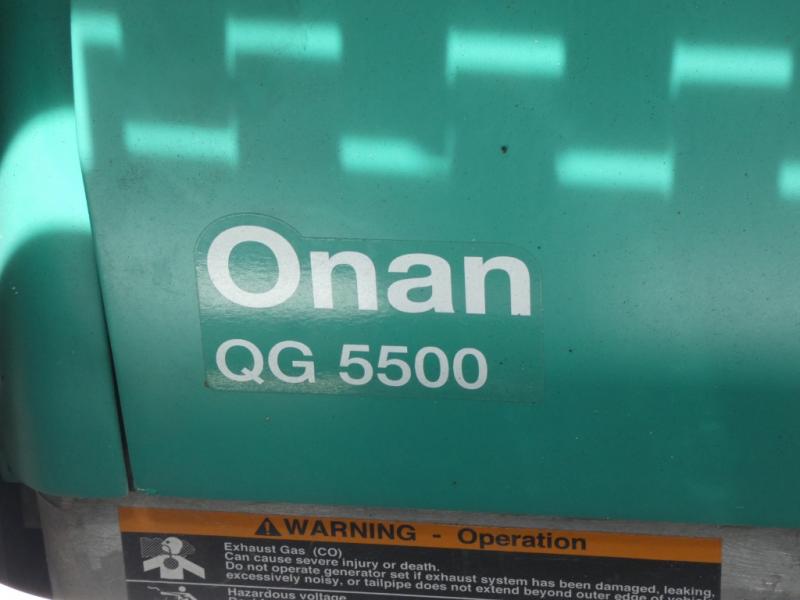 Onan
QG 5500
WARNING - Operation
Exhaust Gas (CO)
Can cause severe injury or death.
Do not operate generator set if exhaust system has been damaged, leaking,
excessively noisy, or tailpipe does not extend beyond outer edge of vehicle
Hazardous voltage